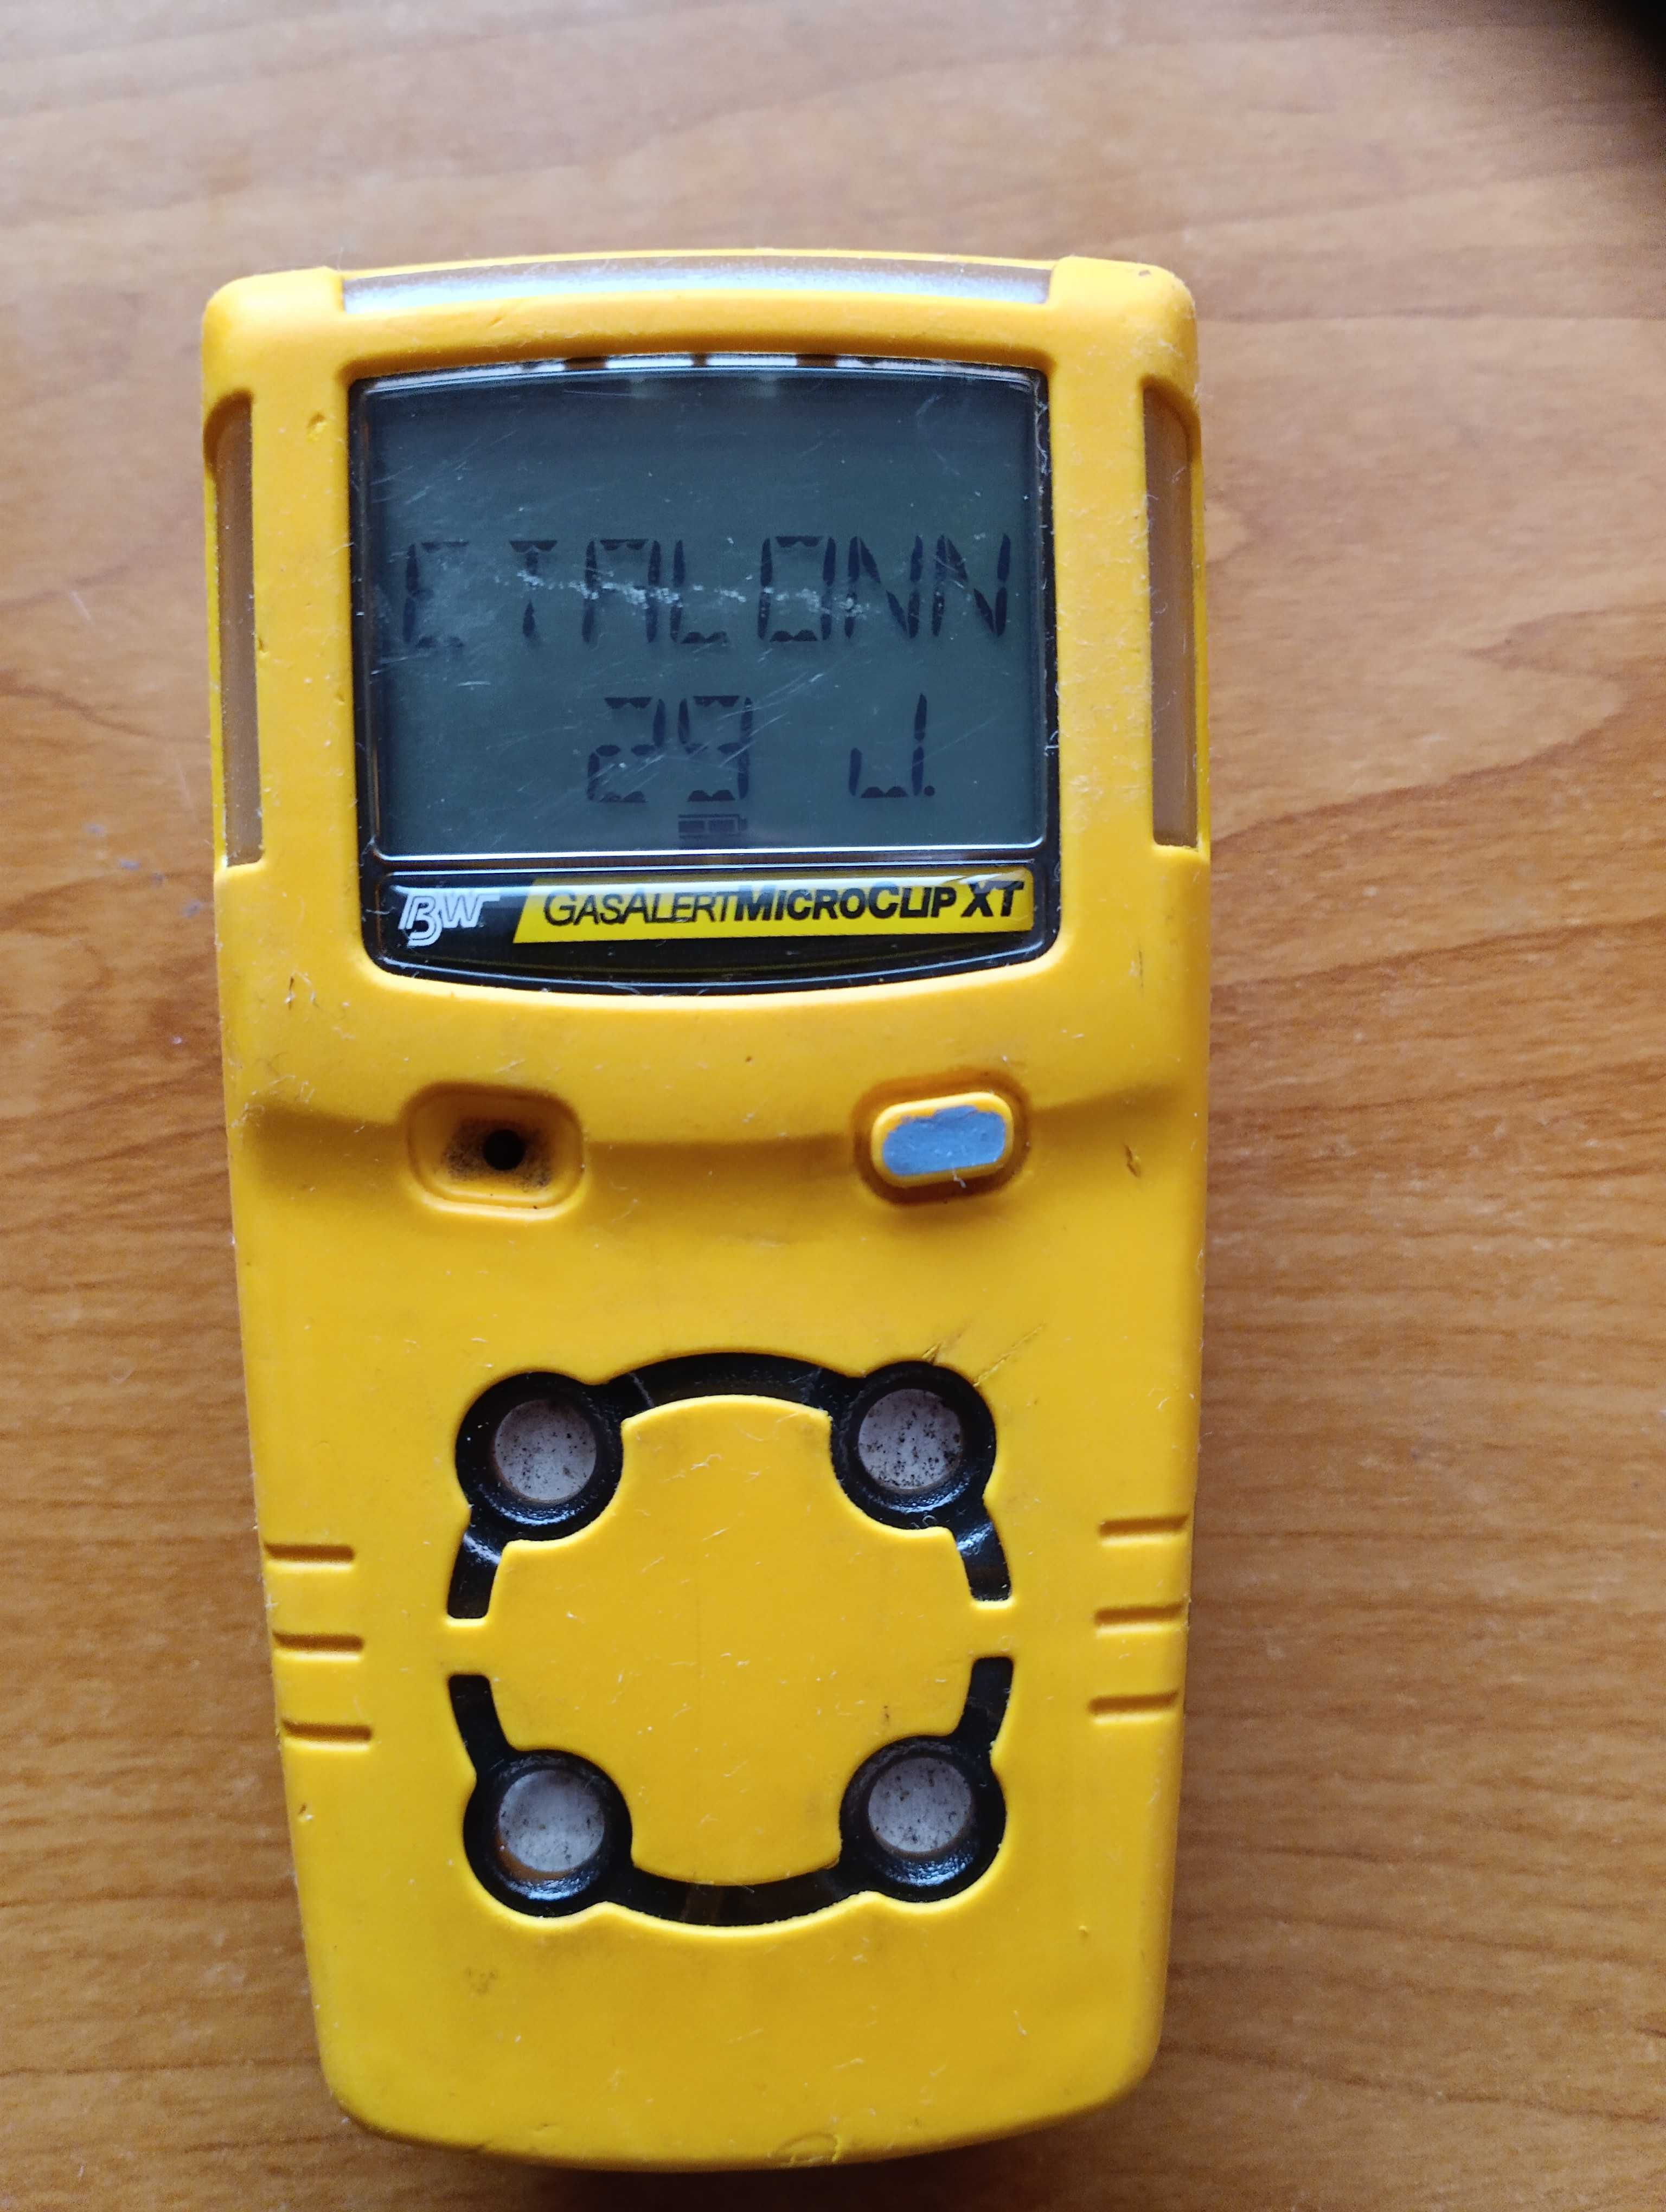 ETALONN
29 J.
BW GASALERTMICROCLIP XT